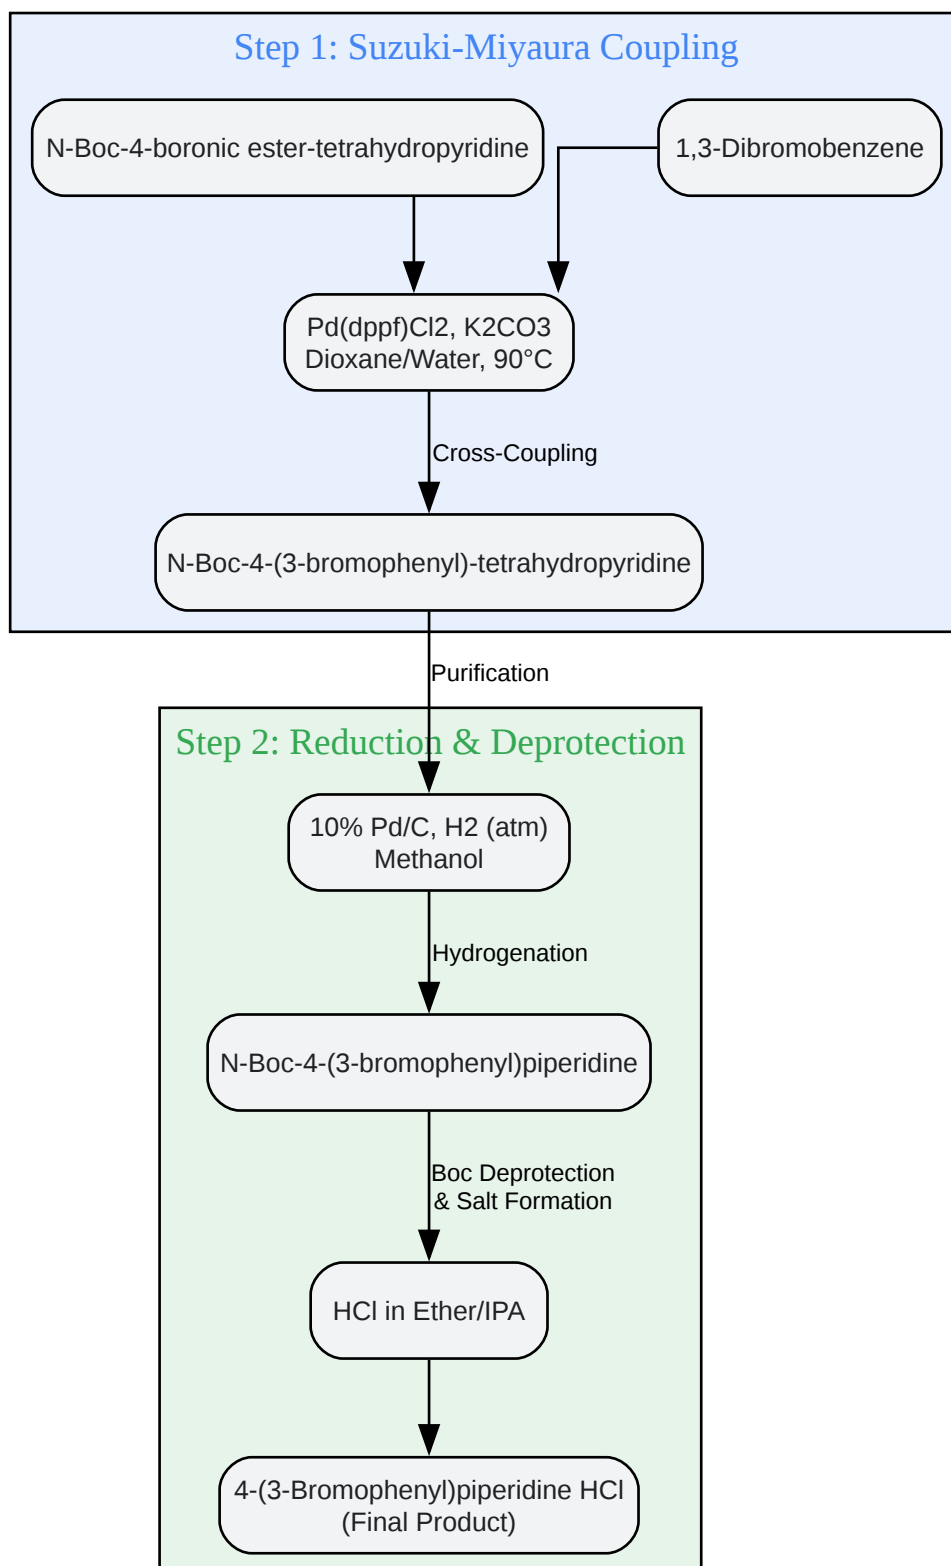 Step 1: Suzuki-Miyaura Coupling
N-Boc-4-boronic ester-tetrahydropyridine
1,3-Dibromobenzene
Pd(dppf)Cl2, K2CO3
Dioxane/Water, 90°C
Cross-Coupling
N-Boc-4-(3-bromophenyl)-tetrahydropyridine
Purification
Step 2: Reduction & Deprotection
10% Pd/C, H2 (atm)
Methanol
Hydrogenation
N-Boc-4-(3-bromophenyl)piperidine
Boc Deprotection
& Salt Formation
HCl in Ether/IPA
4-(3-Bromophenyl)piperidine HCl
(Final Product)